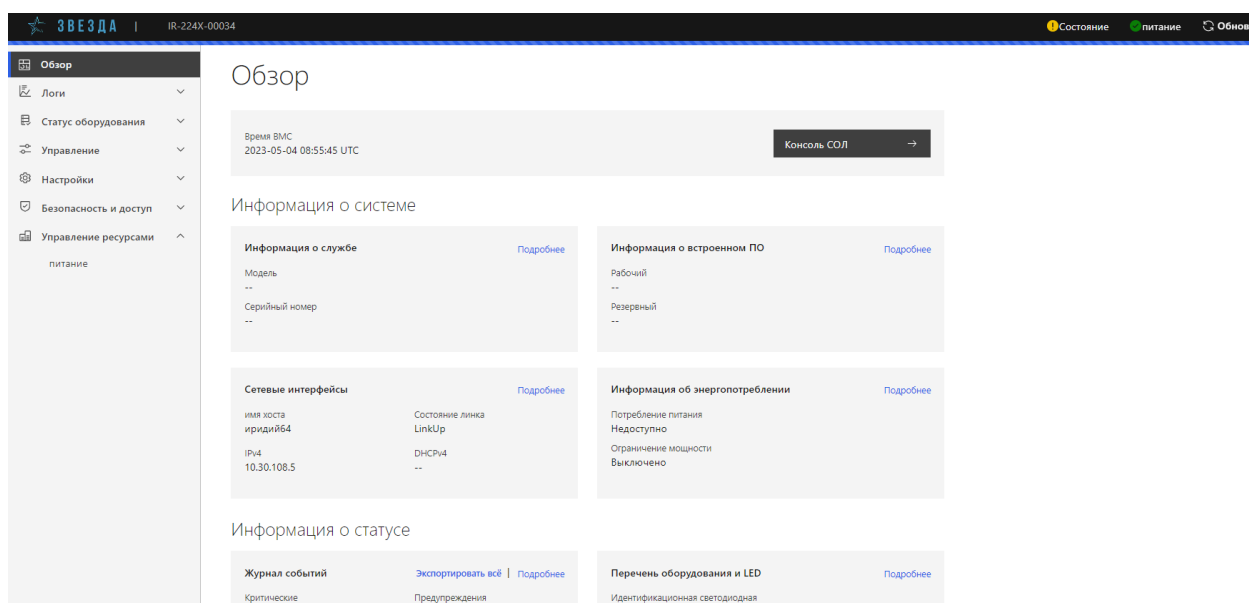 ЗВЕЗДА | IR-224X-00034
Состояние питание Обнов
Обзор
Логи
Статус оборудования
Управление
Настройки
Безопасность и доступ
Управление ресурсами
питание
Обзор
Время BMC
2023-05-04 08:55:45 UTC
Консоль СОЛ →
Информация о системе
Информация о службе Подробнее
Модель
--
Серийный номер
--
Информация о встроенном ПО Подробнее
Рабочий
--
Резервный
--
Сетевые интерфейсы Подробнее
имя хоста Состояние линка
иридий64 LinkUp
IPv4 DHCPv4
10.30.108.5 --
Информация об энергопотреблении Подробнее
Потребление питания
Недоступно
Ограничение мощности
Выключено
Информация о статусе
Журнал событий Экспортировать всё | Подробнее
Критические Предупреждения
Перечень оборудования и LED Подробнее
Идентификационная светодиодная